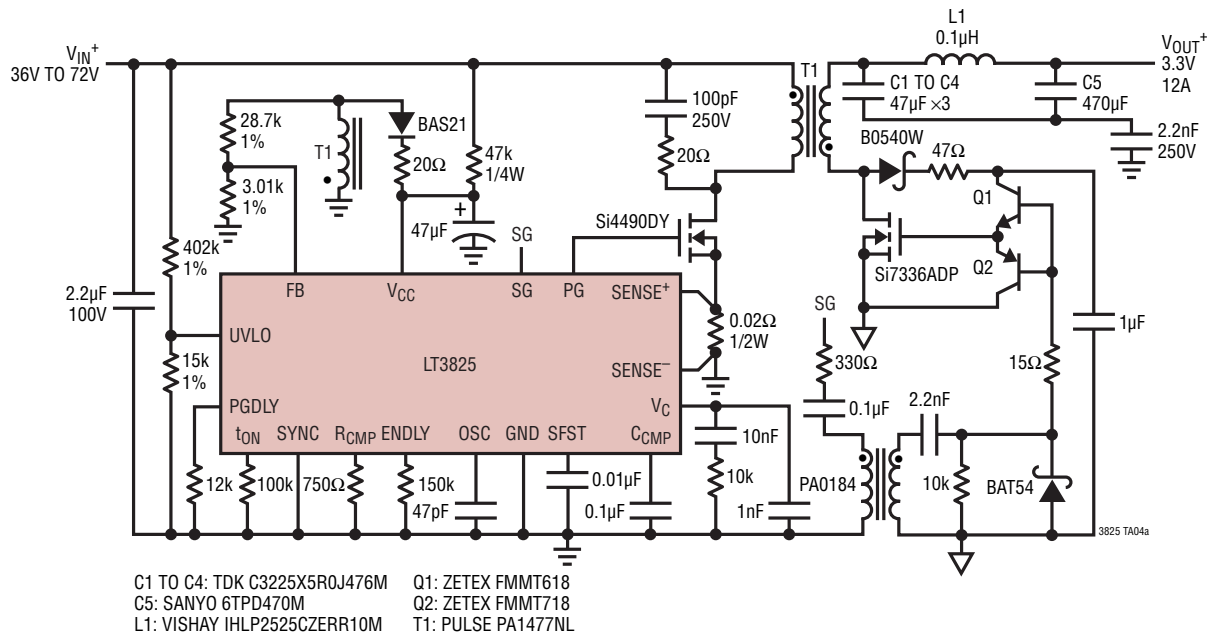 L1
0.1µH
VIN+
36V TO 72V
T1
VOUT+
3.3V
12A
C1 TO C4
47µF ×3
C5
470µF
100pF
250V
28.7k
1%
BAS21
47k
1/4W
T1
20Ω
20Ω
B0540W
47Ω
2.2nF
250V
3.01k
1%
Q1
47µF
+
SG
Si4490DY
402k
1%
Q2
Si7336ADP
FB
VCC
SG
PG
SENSE+
2.2µF
100V
SG
0.02Ω
1/2W
1µF
UVLO
15k
1%
LT3825
SENSE−
330Ω
15Ω
PGDLY
VC
0.1µF
2.2nF
tON
SYNC
RCMP
ENDLY
OSC
GND
SFST
CCMP
10nF
12k
100k
750Ω
150k
47pF
0.01µF
0.1µF
10k
1nF
PA0184
10k
BAT54
3825 TA04a
C1 TO C4: TDK C3225X5R0J476M
C5: SANYO 6TPD470M
L1: VISHAY IHLP2525CZERR10M
Q1: ZETEX FMMT618
Q2: ZETEX FMMT718
T1: PULSE PA1477NL